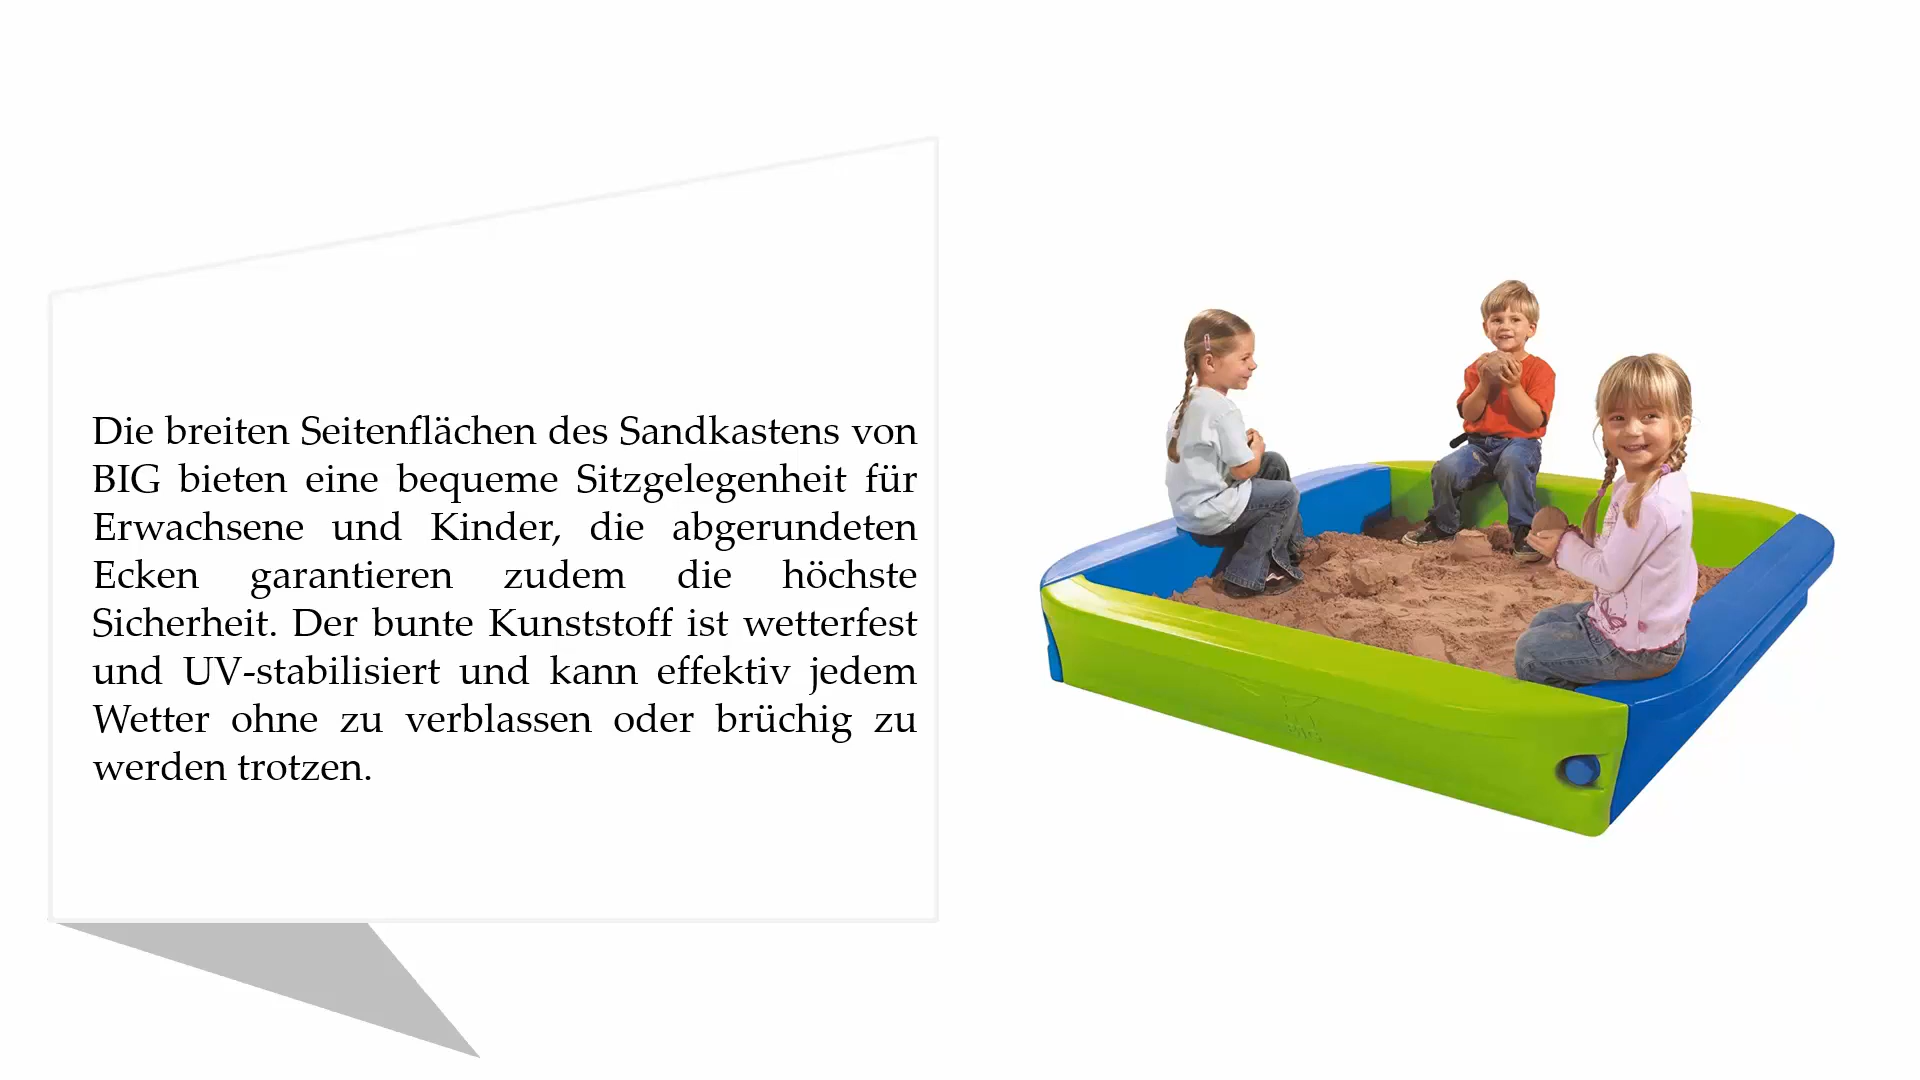 Die breiten Seitenflächen des Sandkastens von
BIG bieten eine bequeme Sitzgelegenheit für
Erwachsene und Kinder, die abgerundeten
Ecken garantieren zudem die höchste
Sicherheit. Der bunte Kunststoff ist wetterfest
und UV-stabilisiert und kann effektiv jedem
Wetter ohne zu verblassen oder brüchig zu
werden trotzen.
BIG